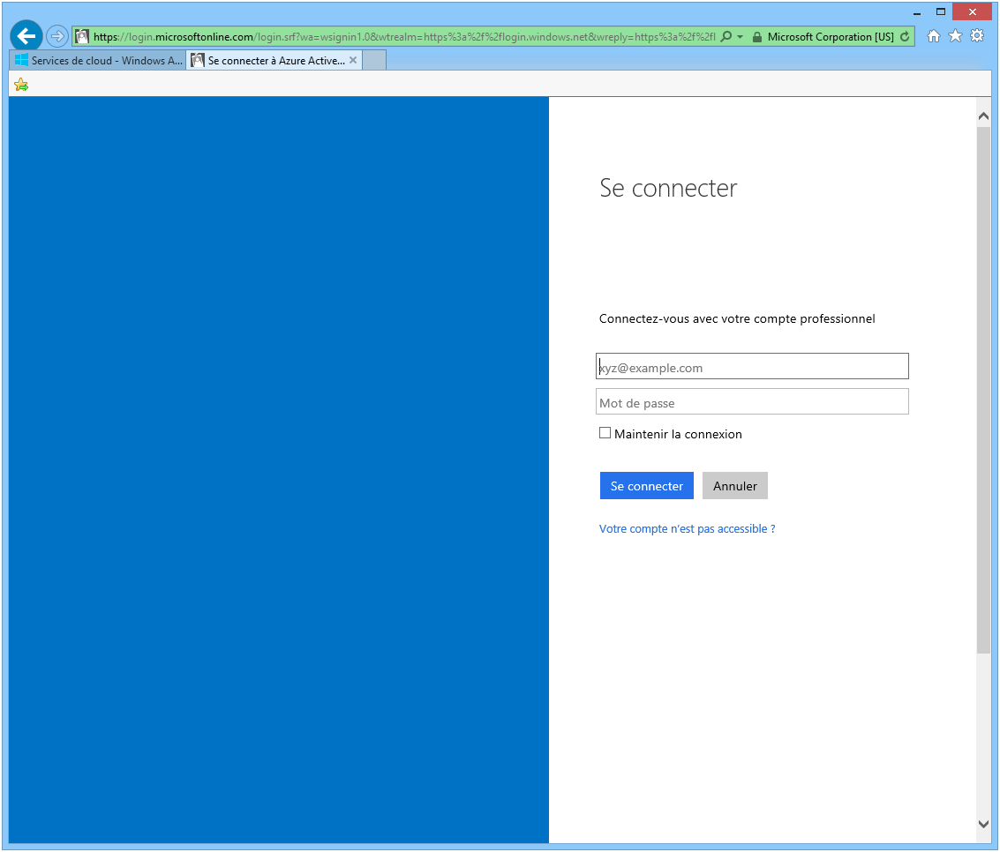 https://login.microsoftonline.com/login.srf?wa=wsignin1.0&wtrealm=https%3a%2f%2flogin.windows.net&wreply=https%3a%2f%2fl
Microsoft Corporation [US]
Services de cloud - Windows A...
Se connecter à Azure Active...
Se connecter
Connectez-vous avec votre compte professionnel
xyz@example.com
Mot de passe
Maintenir la connexion
Se connecter
Annuler
Votre compte n'est pas accessible ?